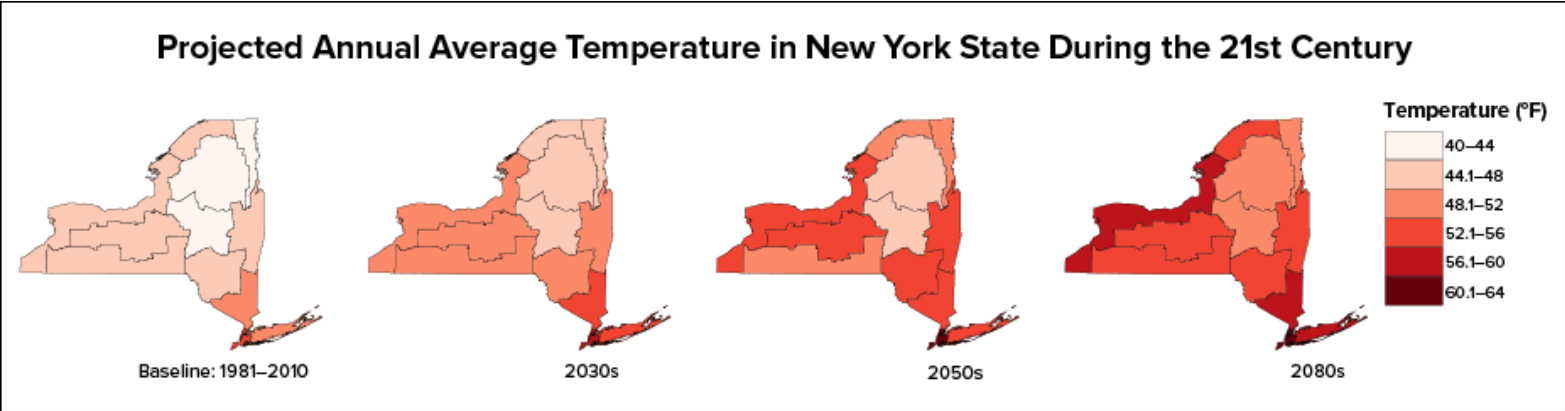 Projected Annual Average Temperature in New York State During the 21st Century
Temperature (°F)
40–44
44.1–48
48.1–52
52.1–56
56.1–60
60.1–64
Baseline: 1981–2010
2030s
2050s
2080s